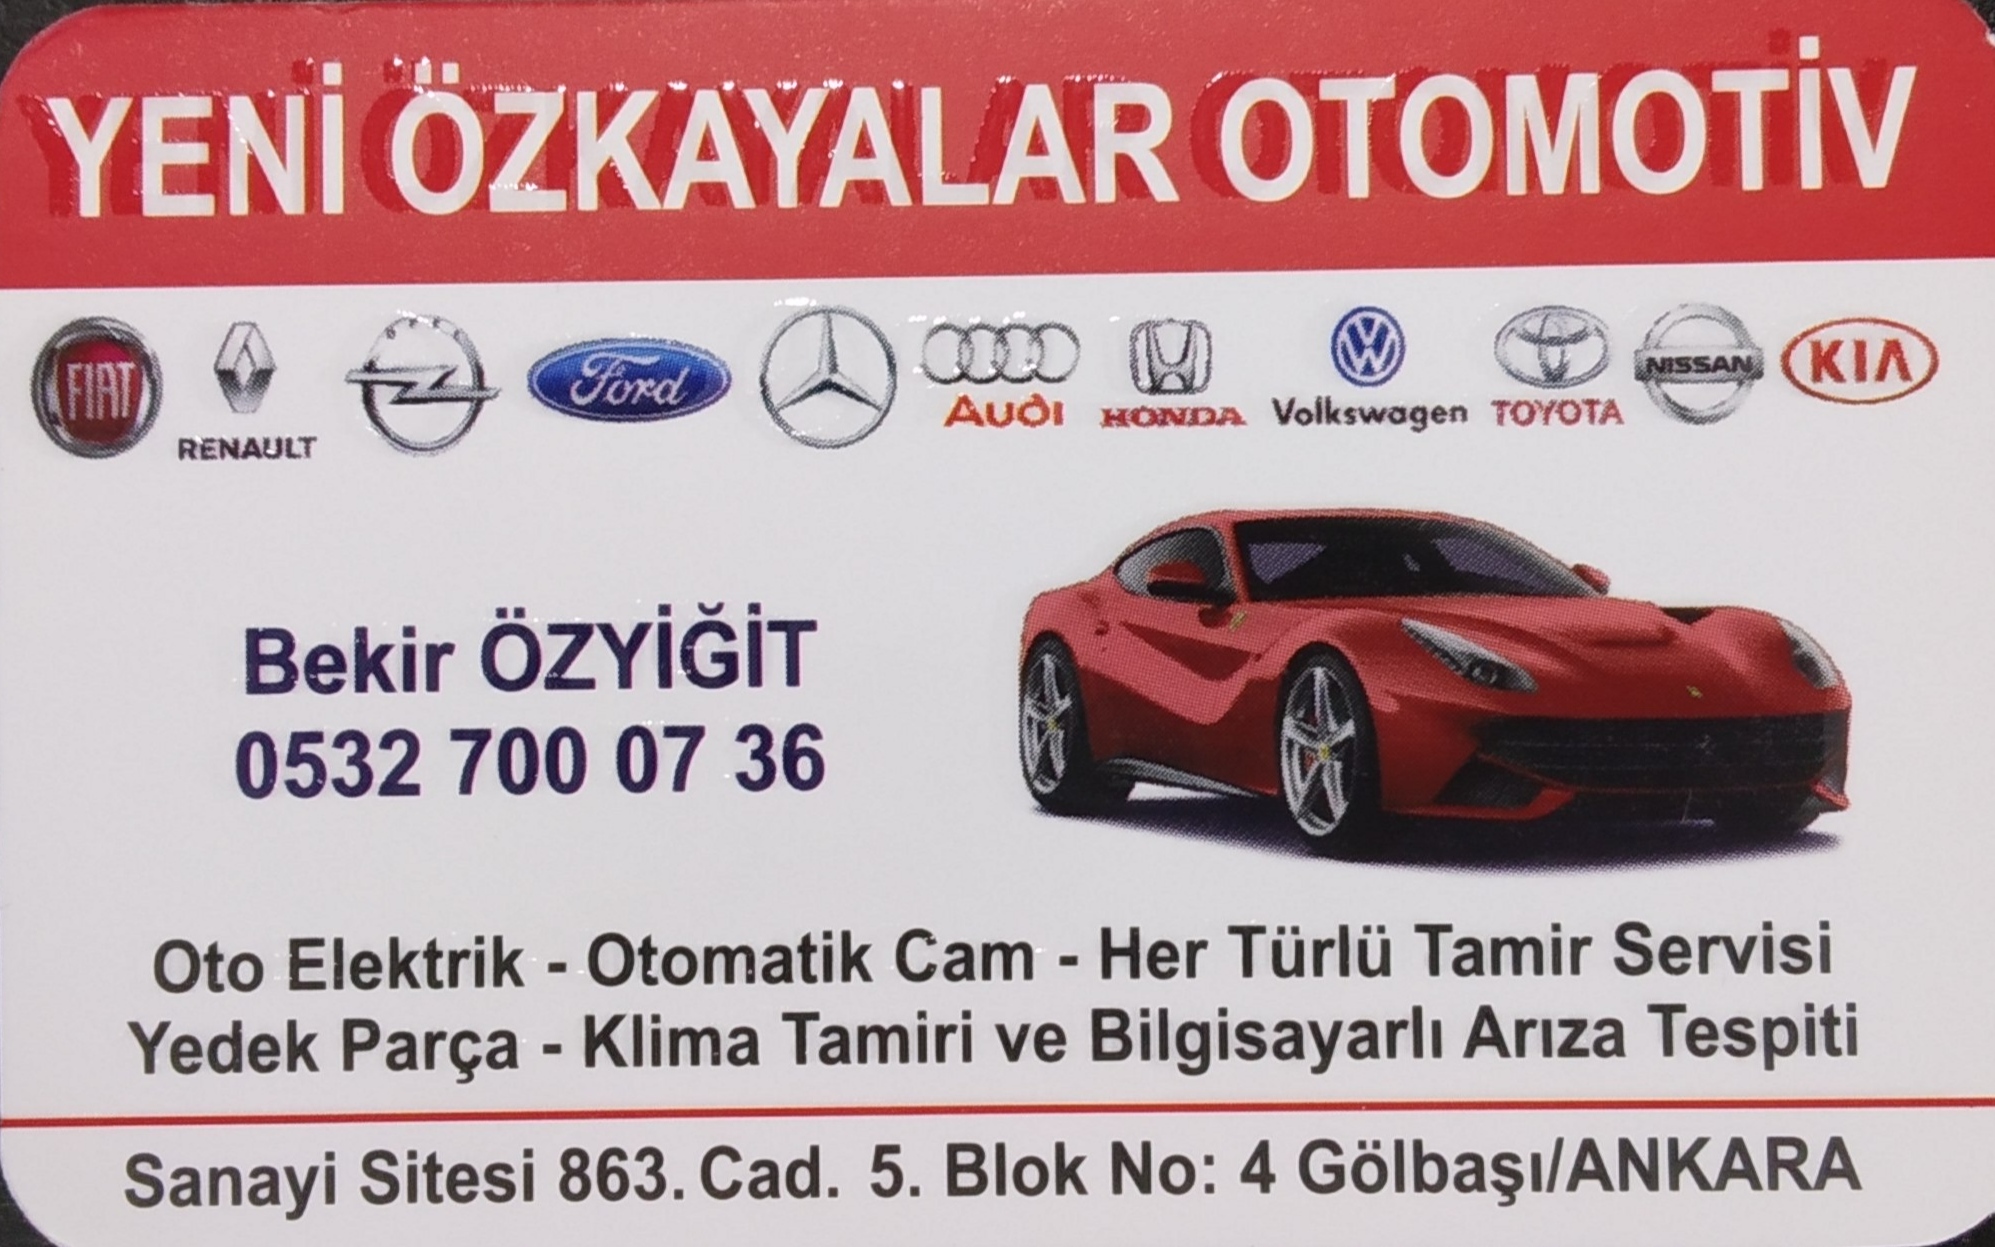 YENİ ÖZKAYALAR OTOMOTİV
FIAT RENAULT OPEL Ford AUDI HONDA Volkswagen TOYOTA NISSAN KIA
Bekir ÖZYİĞİT
0532 700 07 36
Oto Elektrik - Otomatik Cam - Her Türlü Tamir Servisi
Yedek Parça - Klima Tamiri ve Bilgisayarlı Arıza Tespiti
Sanayi Sitesi 863. Cad. 5. Blok No: 4 Gölbaşı/ANKARA